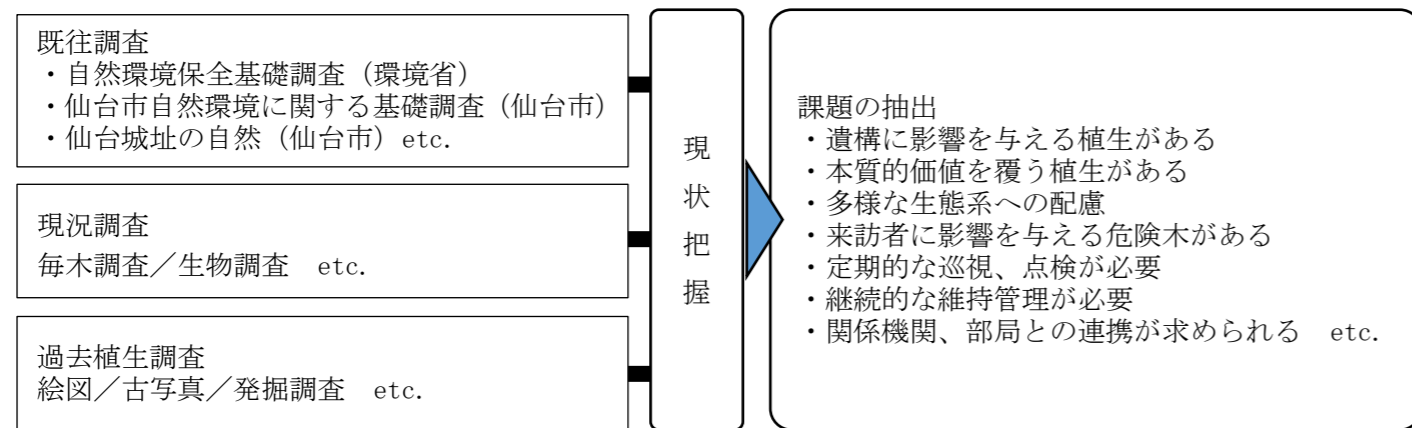 既往調査
・自然環境保全基礎調査（環境省）
・仙台市自然環境に関する基礎調査（仙台市）
・仙台城址の自然（仙台市）etc.
現況調査
毎木調査／生物調査　etc.
過去植生調査
絵図／古写真／発掘調査　etc.
現状把握
課題の抽出
・遺構に影響を与える植生がある
・本質的価値を覆う植生がある
・多様な生態系への配慮
・来訪者に影響を与える危険木がある
・定期的な巡視、点検が必要
・継続的な維持管理が必要
・関係機関、部局との連携が求められる　etc.